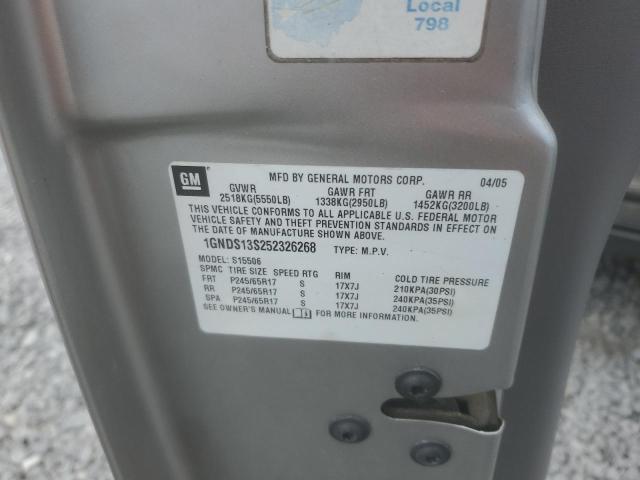 Local
798
GM
MFD BY GENERAL MOTORS CORP. 04/05
GVWR GAWR FRT GAWR RR
2518KG(5550LB) 1338KG(2950LB) 1452KG(3200LB)
THIS VEHICLE CONFORMS TO ALL APPLICABLE U.S. FEDERAL MOTOR
VEHICLE SAFETY AND THEFT PREVENTION STANDARDS IN EFFECT ON
THE DATE OF MANUFACTURE SHOWN ABOVE.
1GNDS13S252326268 TYPE: M.P.V.
MODEL: S15506
SPMC TIRE SIZE SPEED RTG RIM COLD TIRE PRESSURE
FRT P245/65R17 S 17X7J 210KPA(30PSI)
RR P245/65R17 S 17X7J 240KPA(35PSI)
SPA P245/65R17 S 17X7J 240KPA(35PSI)
SEE OWNER'S MANUAL FOR MORE INFORMATION.